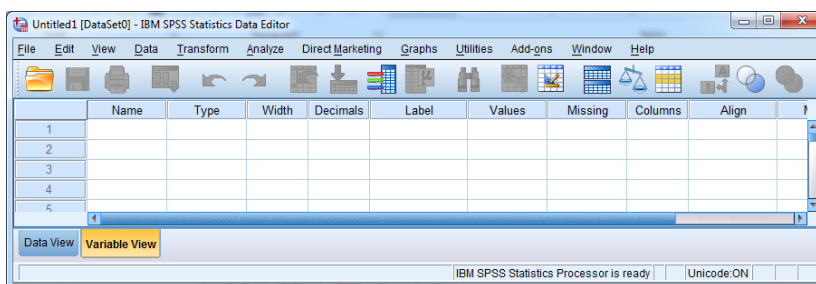 Untitled1 [DataSet0] - IBM SPSS Statistics Data Editor
File Edit View Data Transform Analyze Direct Marketing Graphs Utilities Add-ons Window Help
Name Type Width Decimals Label Values Missing Columns Align
1
2
3
4
5
Data View Variable View
IBM SPSS Statistics Processor is ready Unicode:ON